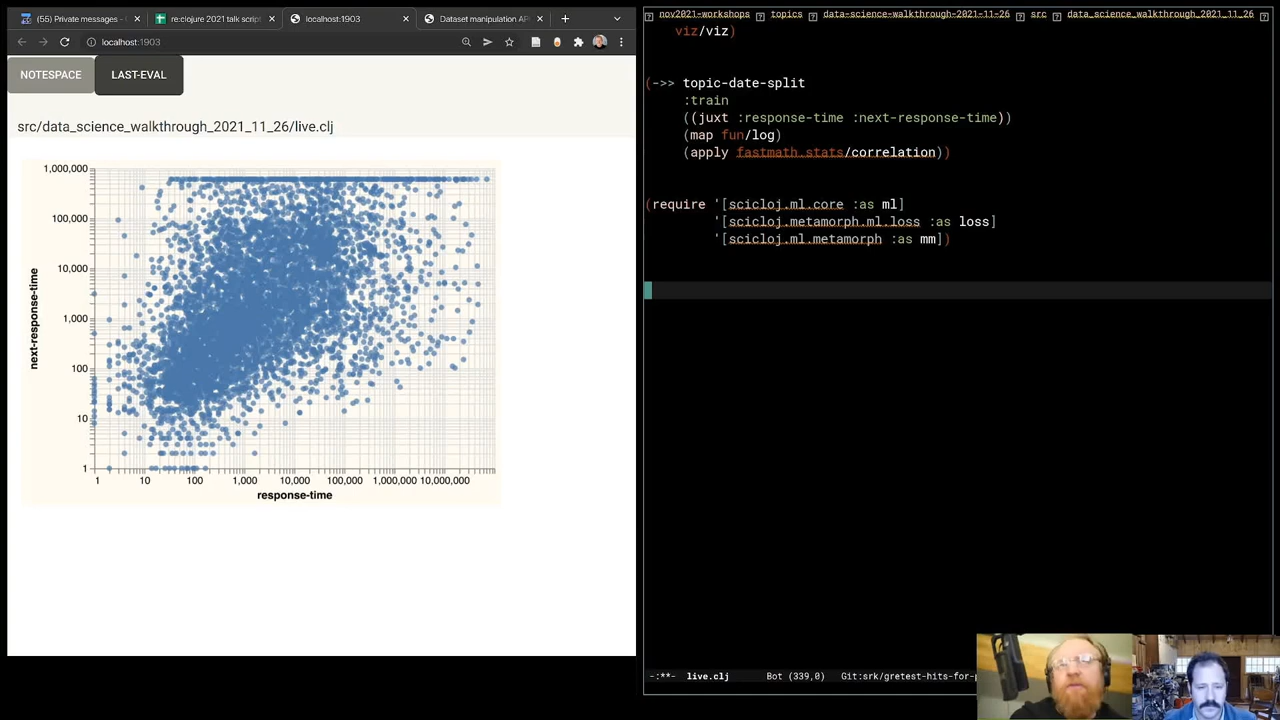 (55) Private messages -
re:clojure 2021 talk script
localhost:1903
Dataset manipulation API
localhost:1903
NOTESPACE
LAST-EVAL
src/data_science_walkthrough_2021_11_26/live.clj
1,000,000
100,000
10,000
1,000
100
10
1
next-response-time
1 10 100 1,000 10,000 100,000 1,000,000 10,000,000
response-time
nov2021-workshops topics data-science-walkthrough-2021-11-26 src data_science_walkthrough_2021_11_26
viz/viz)
(->> topic-date-split
:train
((juxt :response-time :next-response-time))
(map fun/log)
(apply fastmath.stats/correlation))
(require '[scicloj.ml.core :as ml]
'[scicloj.metamorph.ml.loss :as loss]
'[scicloj.ml.metamorph :as mm])
-:**- live.clj Bot (339,0) Git:srk/gretest-hits-for-